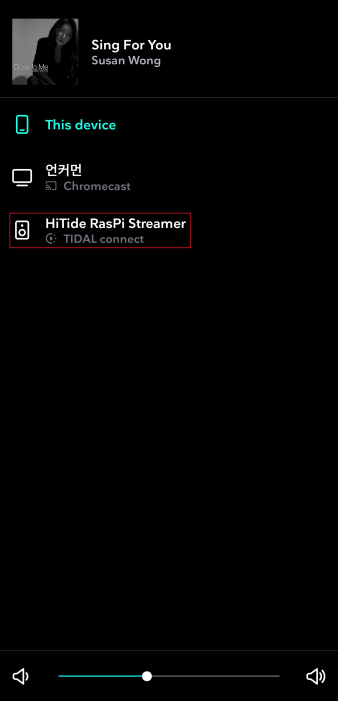 Sing For You
Susan Wong
Close to Me
This device
언커먼
Chromecast
HiTide RasPi Streamer
TIDAL connect